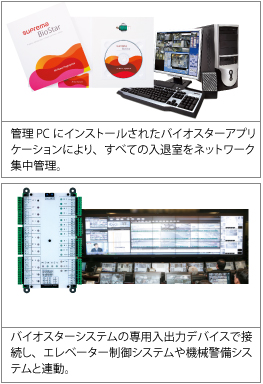 suprema
BioStar
管理 PC にインストールされたバイオスターアプリ
ケーションにより、すべての入退室をネットワーク
集中管理。
バイオスターシステムの専用入出力デバイスで接
続し、エレベーター制御システムや機械警備シス
テムと連動。